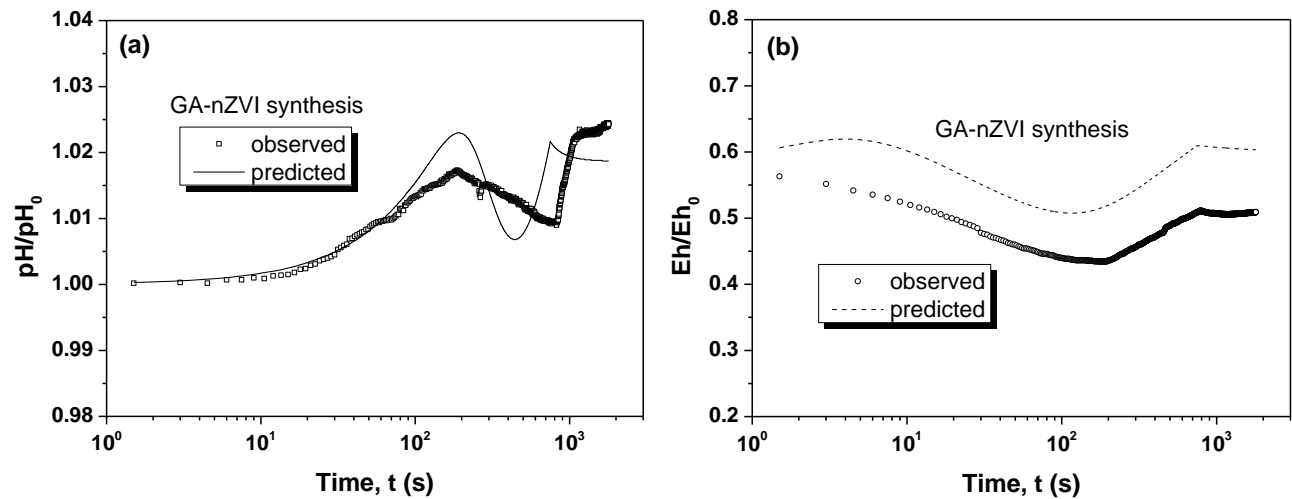 (a)
GA-nZVI synthesis
observed
predicted
pH/pH0
1.04
1.03
1.02
1.01
1.00
0.99
0.98
10^0
10^1
10^2
10^3
Time, t (s)
(b)
GA-nZVI synthesis
observed
predicted
Eh/Eh0
0.8
0.7
0.6
0.5
0.4
0.3
0.2
10^0
10^1
10^2
10^3
Time, t (s)